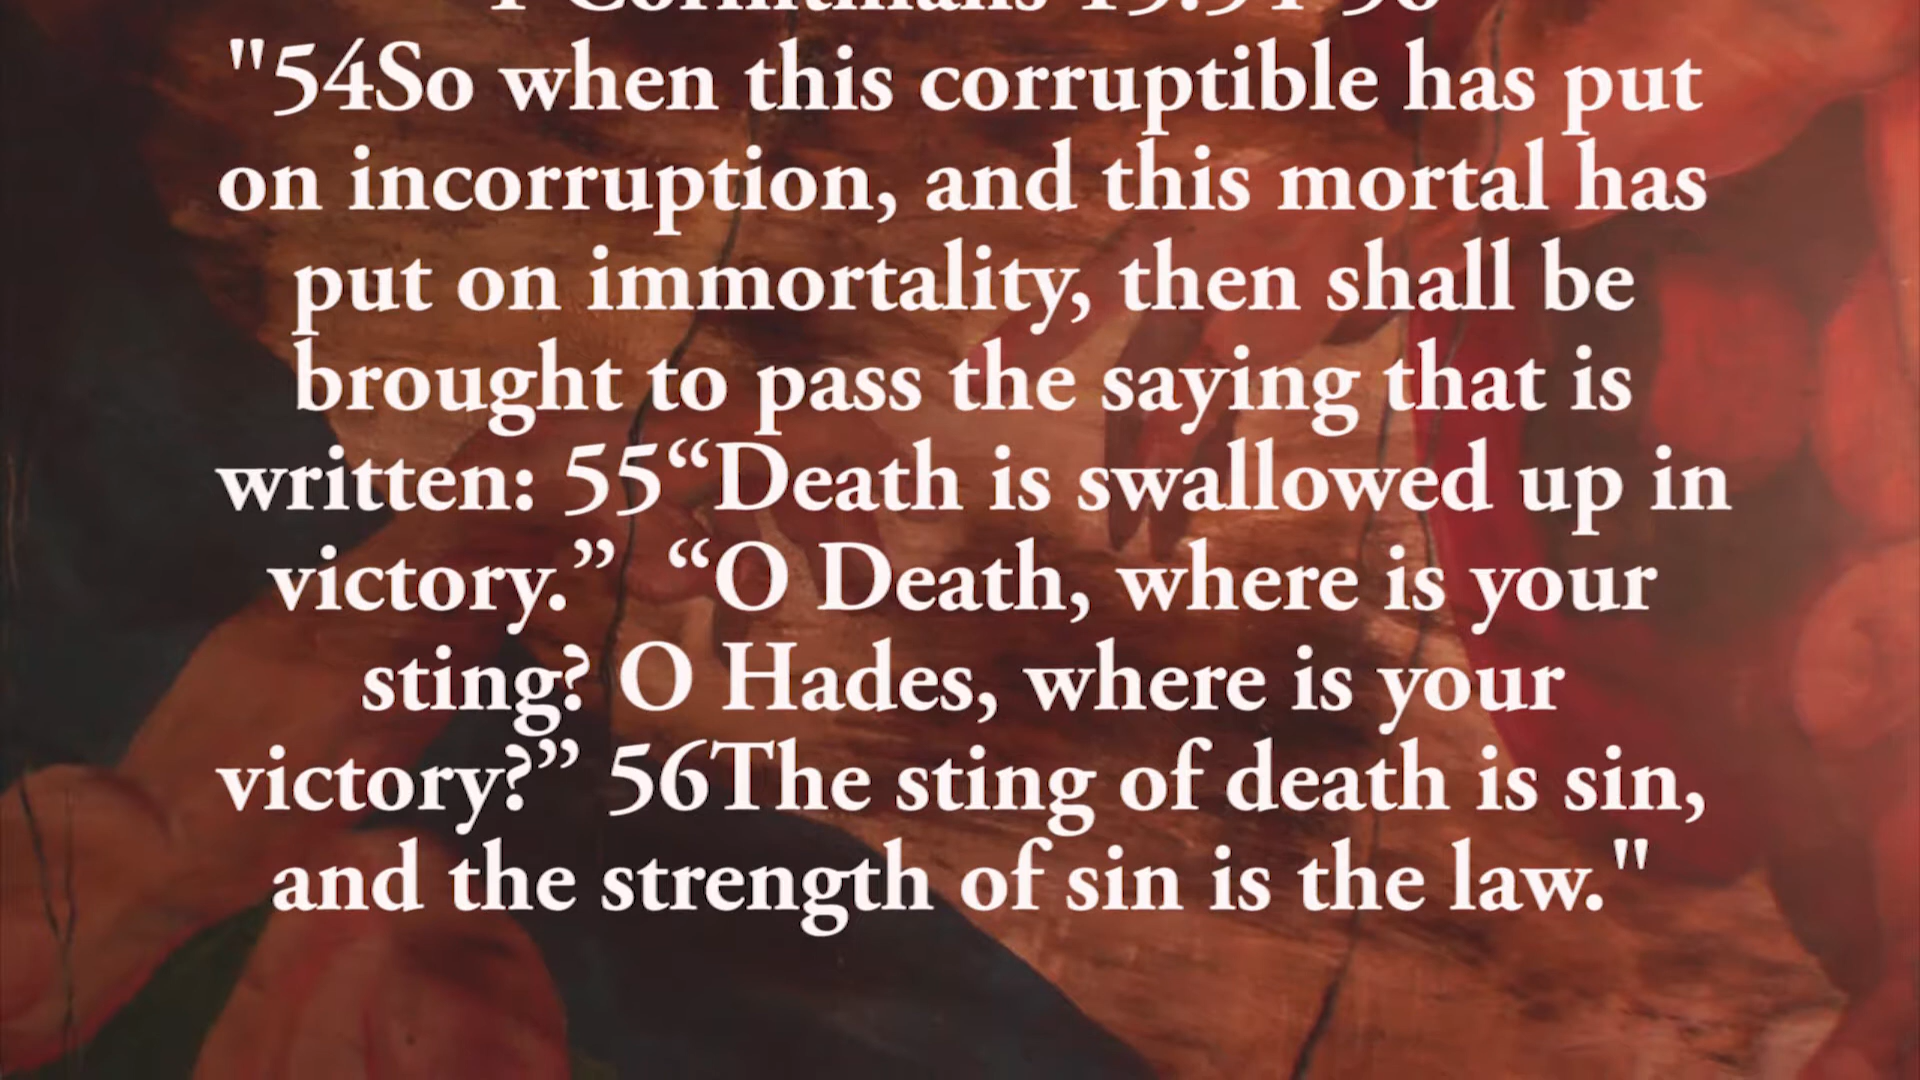 1 Corinthians 15:54-56
"54So when this corruptible has put
on incorruption, and this mortal has
put on immortality, then shall be
brought to pass the saying that is
written: 55“Death is swallowed up in
victory.” “O Death, where is your
sting? O Hades, where is your
victory?” 56The sting of death is sin,
and the strength of sin is the law."